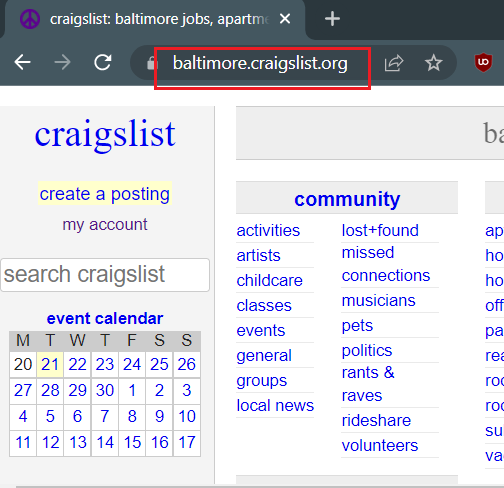 craigslist: baltimore jobs, apartme
baltimore.craigslist.org
craigslist
create a posting
my account
search craigslist
event calendar
M T W T F S S
20 21 22 23 24 25 26
27 28 29 30 1 2 3
4 5 6 7 8 9 10
11 12 13 14 15 16 17
ba
community
activities
artists
childcare
classes
events
general
groups
local news
lost+found
missed
connections
musicians
pets
politics
rants &
raves
rideshare
volunteers
ap
ho
ho
off
pa
rea
roo
roo
sub
vac